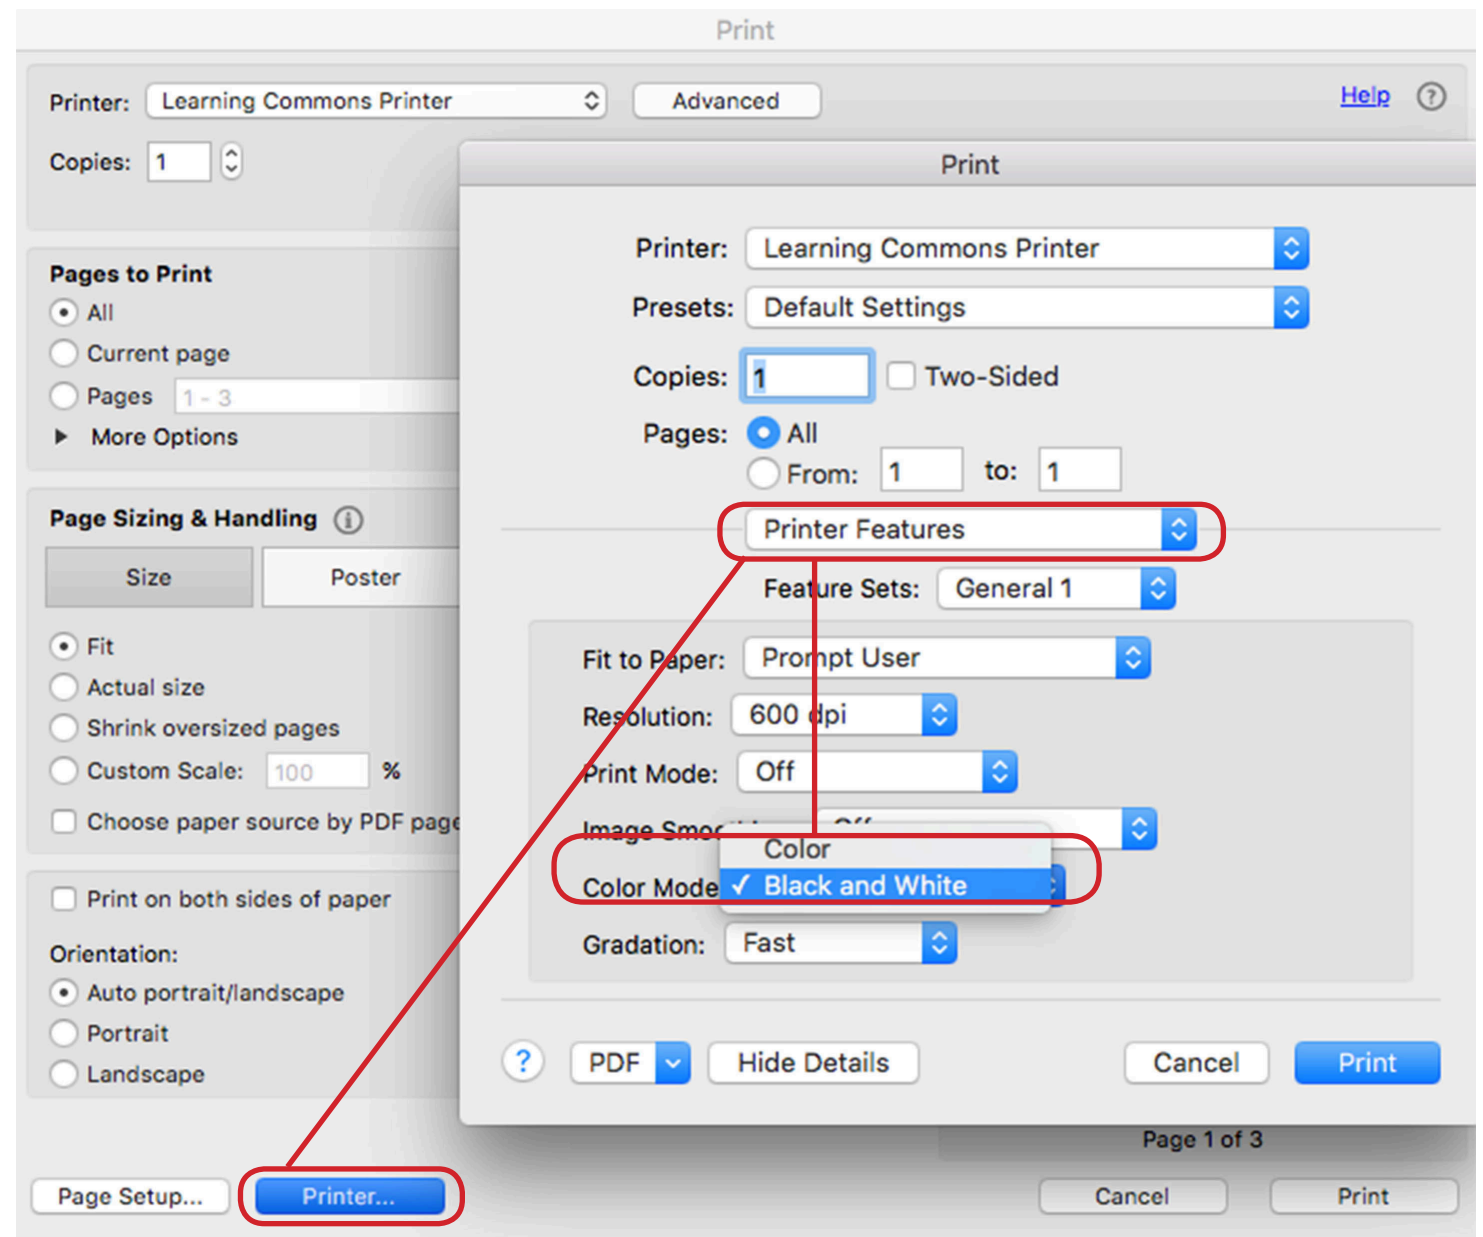 Print
Printer: Learning Commons Printer Advanced Help ?
Copies: 1
Pages to Print
All
Current page
Pages 1 - 3
More Options
Page Sizing & Handling i
Size Poster
Fit
Actual size
Shrink oversized pages
Custom Scale: 100 %
Choose paper source by PDF page
Print on both sides of paper
Orientation:
Auto portrait/landscape
Portrait
Landscape
Page Setup... Printer...
Print
Printer: Learning Commons Printer
Presets: Default Settings
Copies: 1 Two-Sided
Pages: All
From: 1 to: 1
Printer Features
Feature Sets: General 1
Fit to Paper: Prompt User
Resolution: 600 dpi
Print Mode: Off
Image
Color
Color Mode ✓ Black and White
Gradation: Fast
? PDF Hide Details Cancel Print
Page 1 of 3
Cancel Print